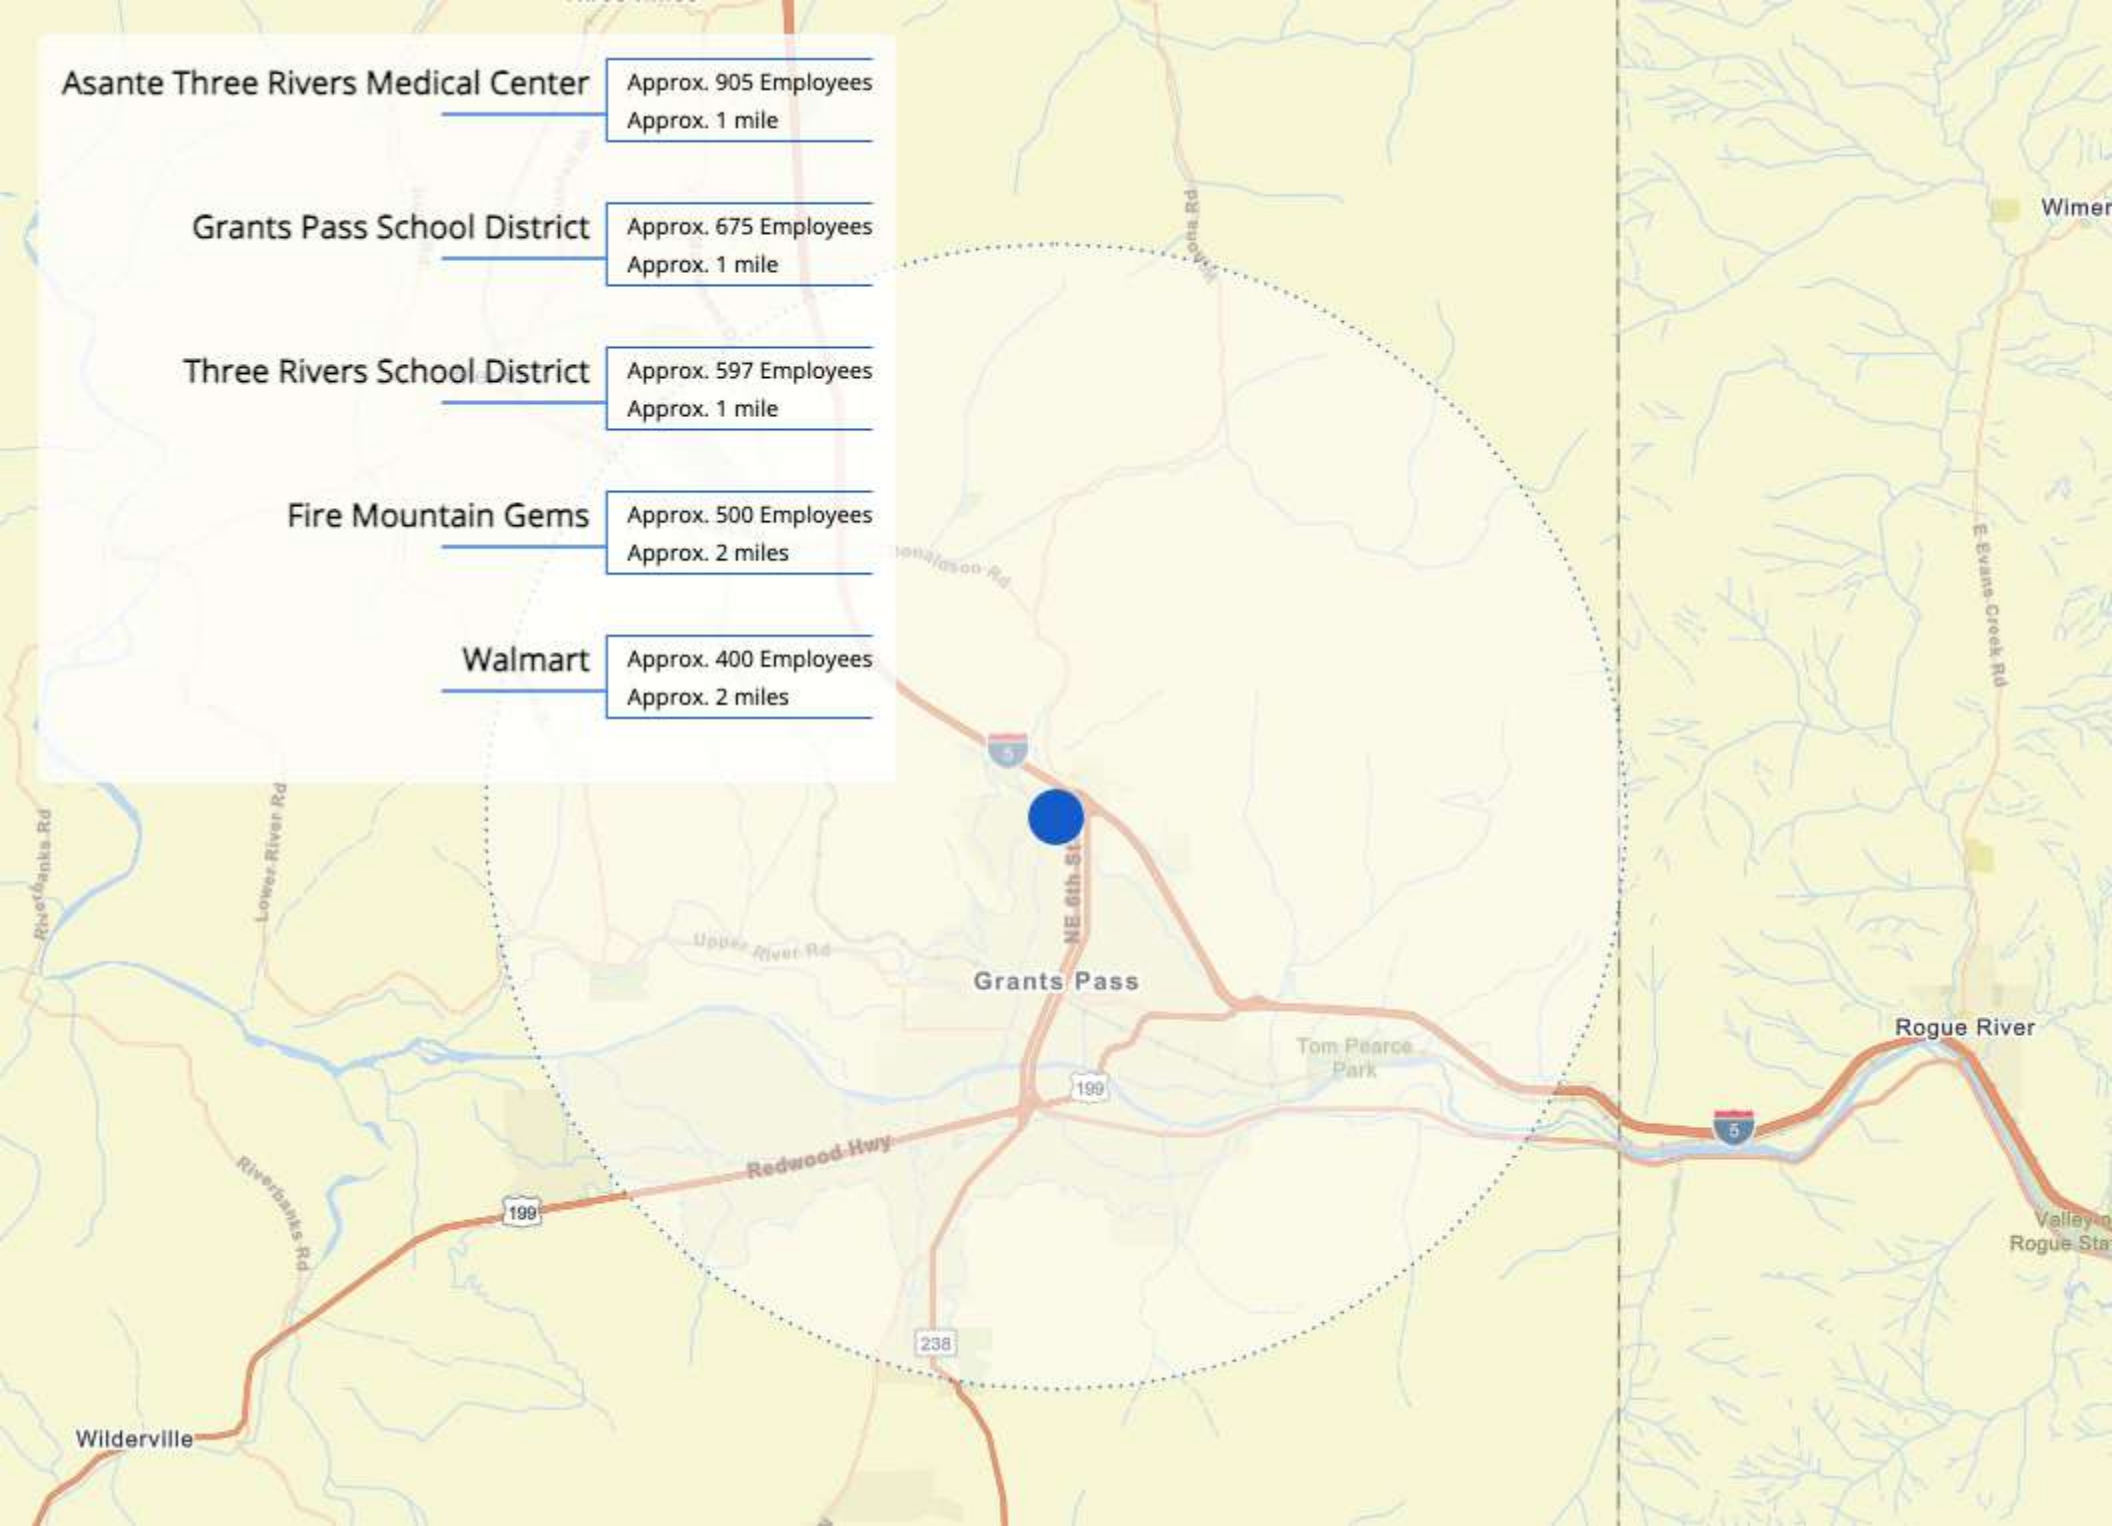 Asante Three Rivers Medical Center
Approx. 905 Employees
Approx. 1 mile
Grants Pass School District
Approx. 675 Employees
Approx. 1 mile
Three Rivers School District
Approx. 597 Employees
Approx. 1 mile
Fire Mountain Gems
Approx. 500 Employees
Approx. 2 miles
Walmart
Approx. 400 Employees
Approx. 2 miles
Wimer
E Evans Creek Rd
5
NE 6th St
Lower River Rd
Riverbanks Rd
Upper River Rd
Grants Pass
Rogue River
Tom Pearce
Park
199
5
Redwood Hwy
Riverbanks Rd
199
Rogue Sta
238
Wilderville